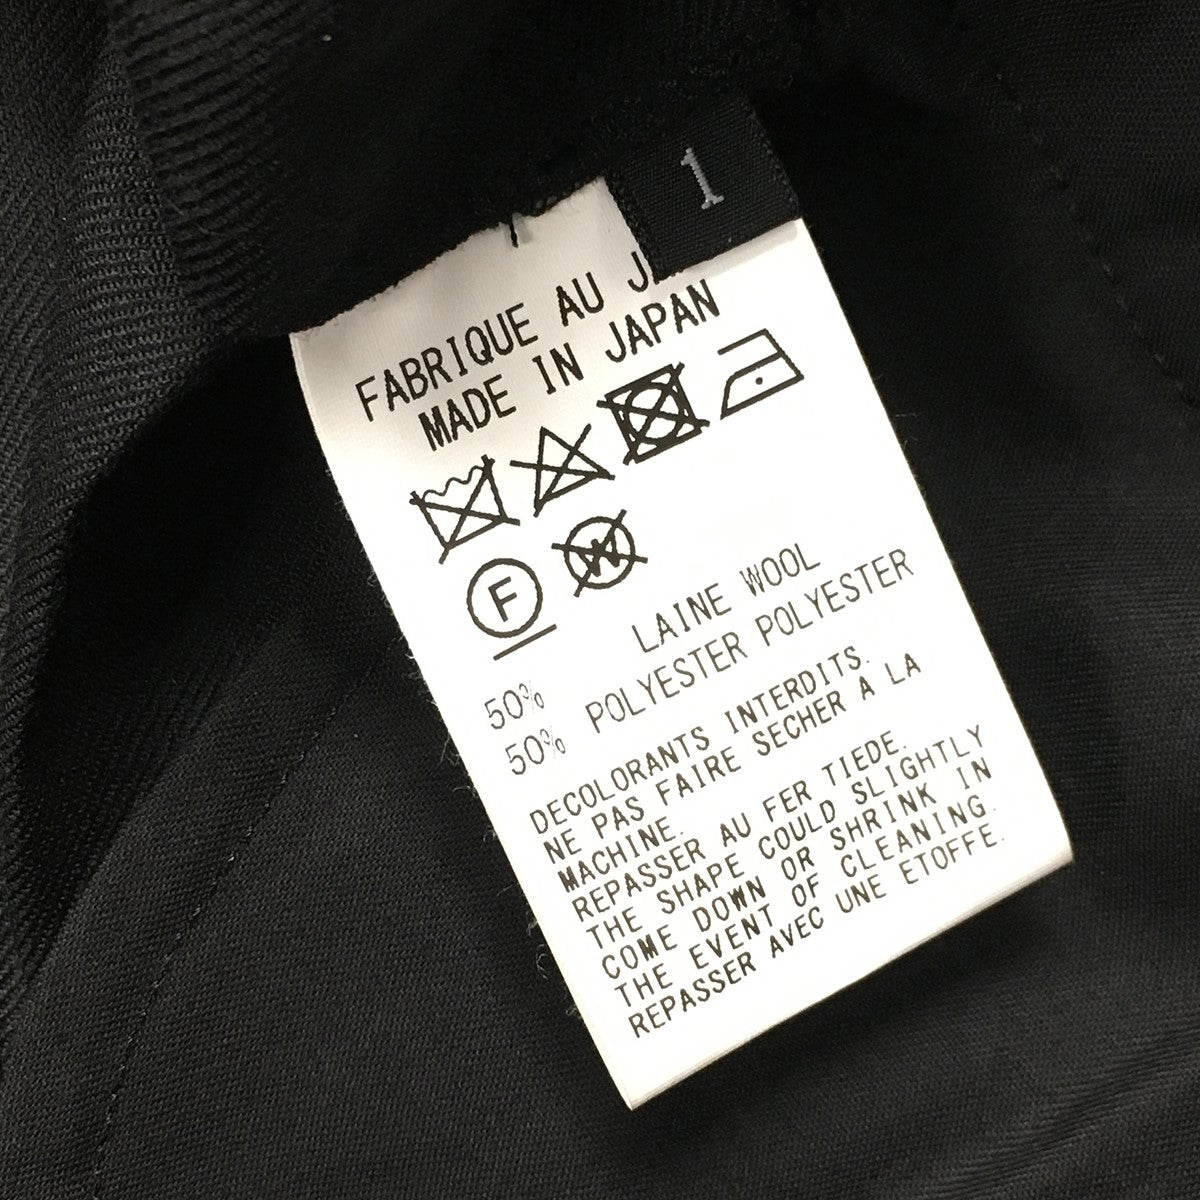 1
FABRIQUE AU
MADE IN JAPAN
F
W
50% LAINE WOOL
50% POLYESTER POLYESTER
DECOLORANTS INTERDITS.
NE PAS FAIRE SECHER A LA
MACHINE.
REPASSER AU FER TIEDE.
THE SHAPE COULD SLIGHTLY
COME DOWN OR SHRINK IN
THE EVENT OF CLEANING.
REPASSER AVEC UNE ETOFFE.